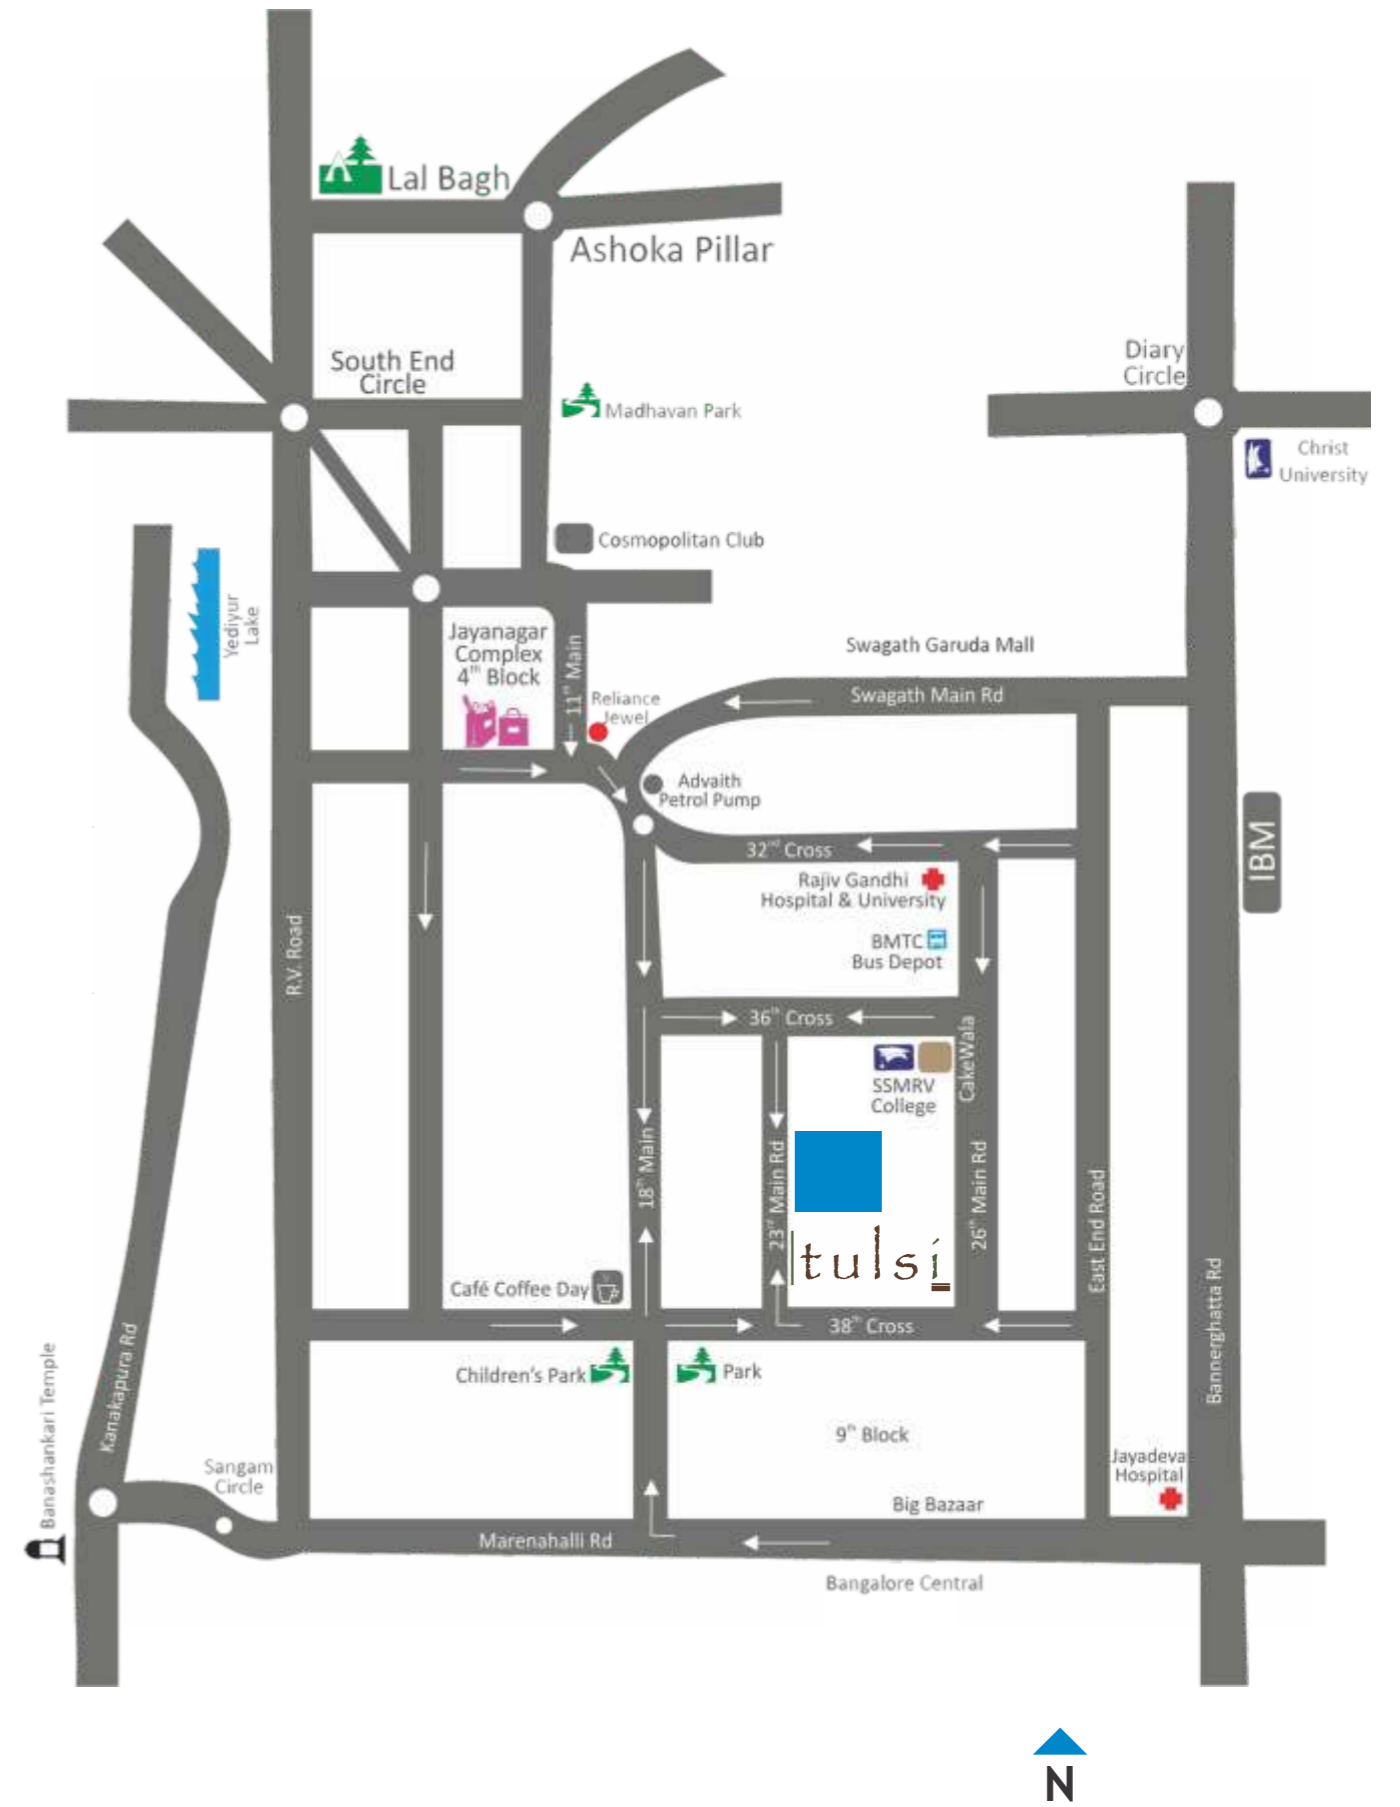 Lal Bagh
Ashoka Pillar
South End
Circle
Diary
Circle
Madhavan Park
Christ
University
Cosmopolitan Club
Yediyur
Lake
Jayanagar
Complex
4th Block
11th Main
Swagath Garuda Mall
Reliance
Jewel
Swagath Main Rd
Advaith
Petrol Pump
32nd Cross
IBM
Rajiv Gandhi
Hospital & University
BMTC
Bus Depot
R.V. Road
36th Cross
CakeWala
SSMRV
College
18th Main
23rd Main Rd
26th Main Rd
East End Road
tulsi
Bannerghatta Rd
Café Coffee Day
38th Cross
Kanakapura Rd
Children's Park
Park
Banashankari Temple
9th Block
Sangam
Circle
Jayadeva
Hospital
Big Bazaar
Marenahalli Rd
Bangalore Central
N